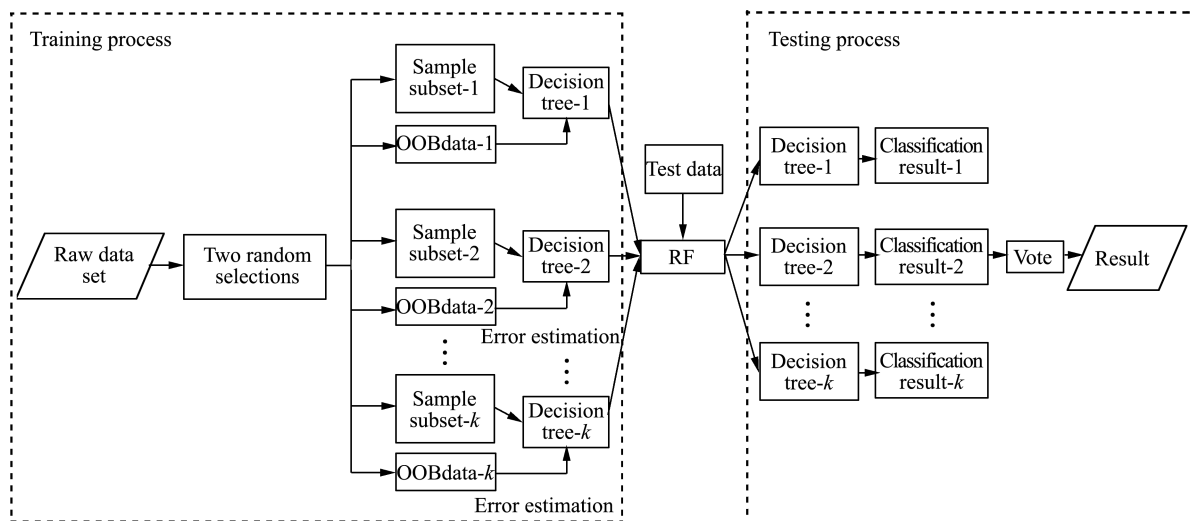 Training process
Sample
subset-1
OOBdata-1
Decision
tree-1
Raw data
set
Two random
selections
Sample
subset-2
OOBdata-2
Decision
tree-2
Error estimation
⋮
⋮
Sample
subset-k
OOBdata-k
Decision
tree-k
Error estimation
Test data
RF
Testing process
Decision
tree-1
Classification
result-1
Decision
tree-2
Classification
result-2
Vote
Result
⋮
⋮
Decision
tree-k
Classification
result-k